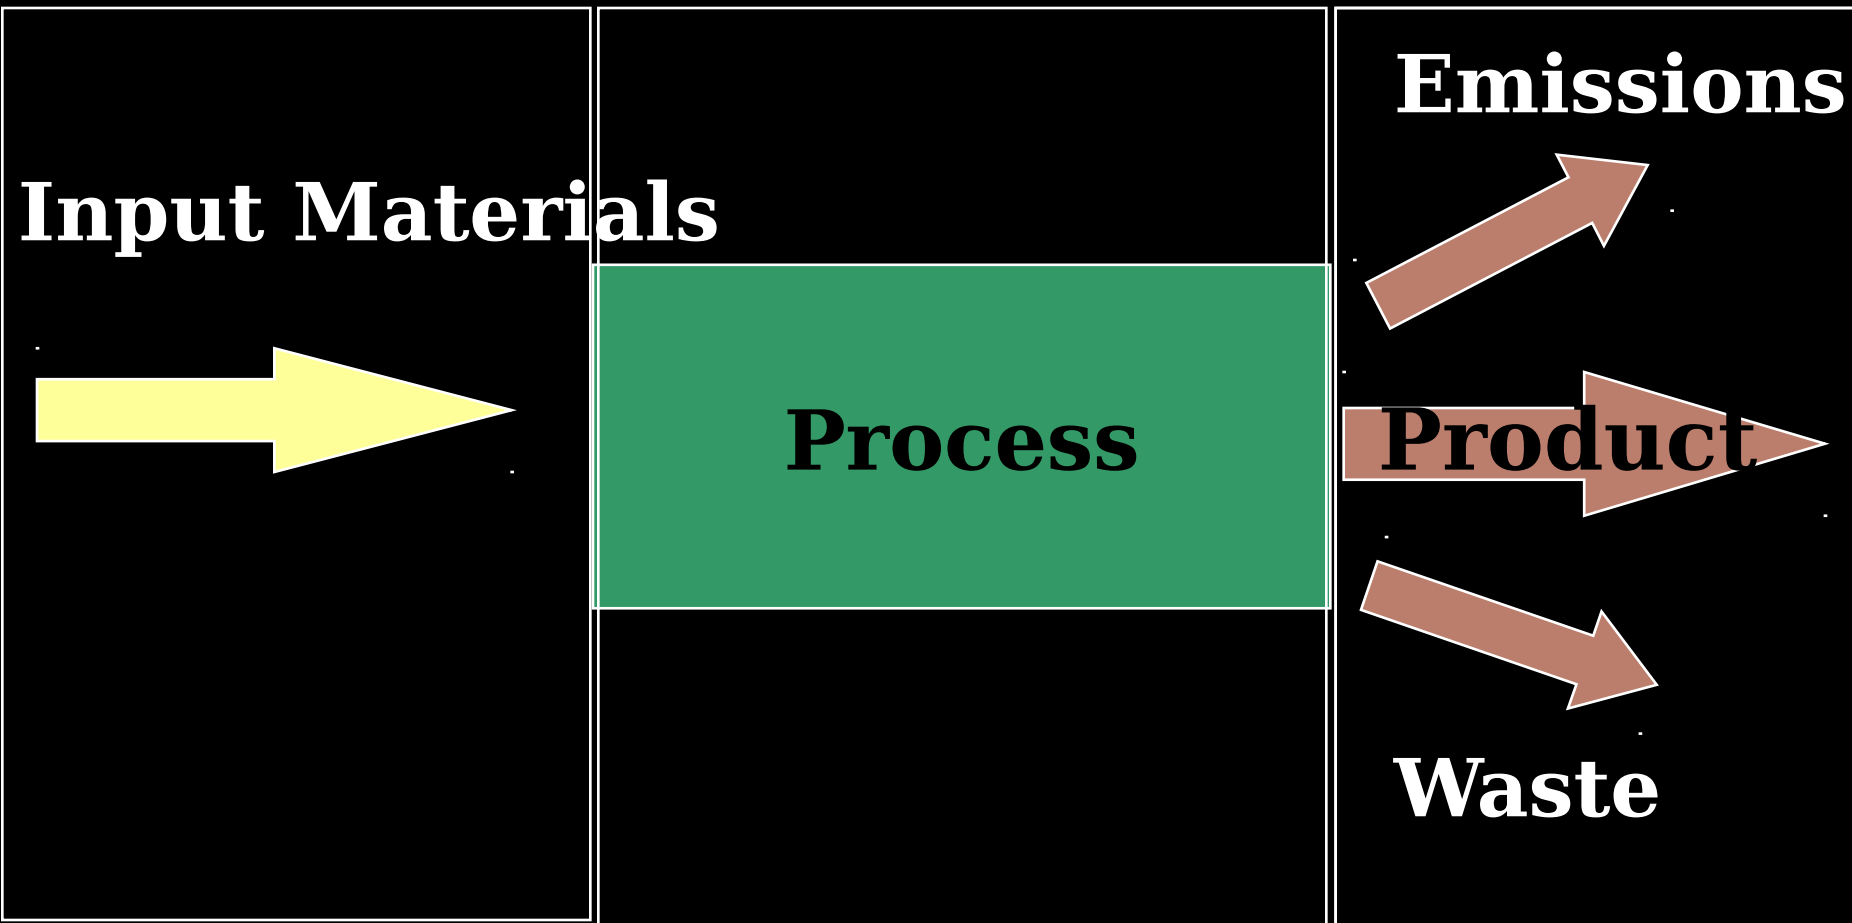 Emissions
Input Materials
Process
Product
Waste